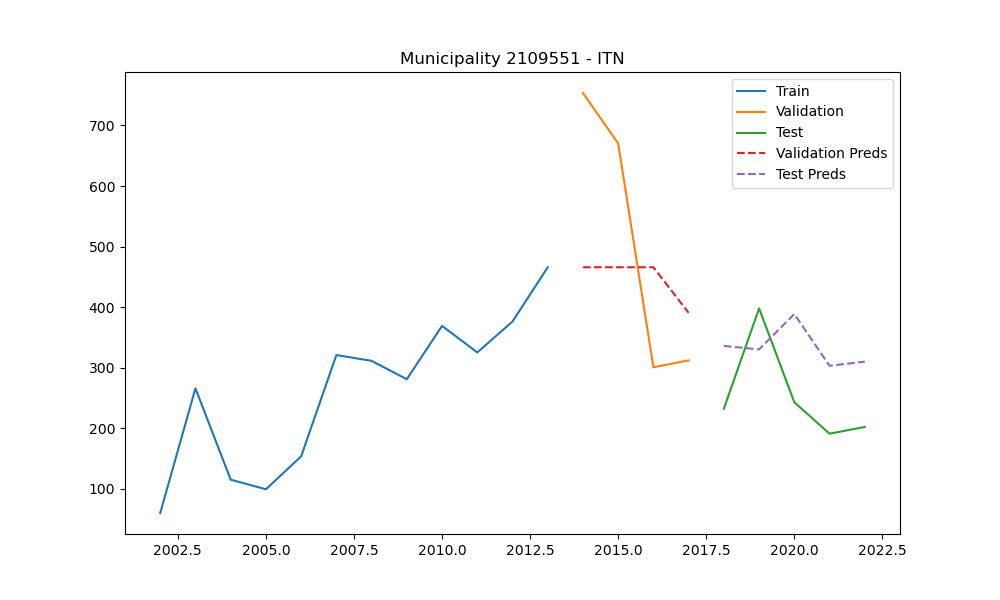 Municipality 2109551 - ITN
Train
Validation
Test
Validation Preds
Test Preds
700
600
500
400
300
200
100
2002.5 2005.0 2007.5 2010.0 2012.5 2015.0 2017.5 2020.0 2022.5